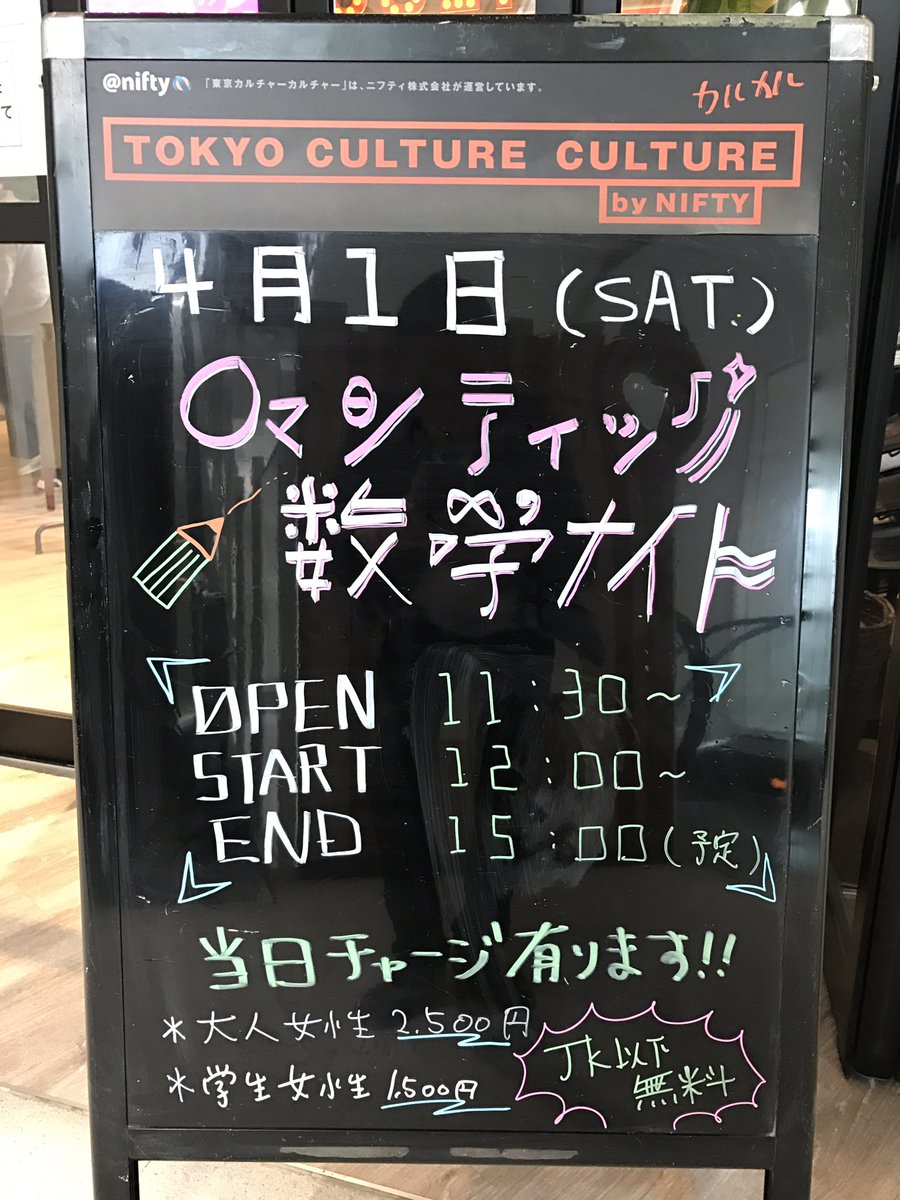 @nifty 「東京カルチャーカルチャー」は、ニフティ株式会社が運営しています。
カルカル
TOKYO CULTURE CULTURE
by NIFTY
4月1日(SAT.)
ロマンティック
数学ナイト
OPEN 11:30~
START 12:00~
END 15:00(予定)
当日チャージ有ります!!
*大人女性 2.500円
*学生女性 1.500円
JK以下
無料